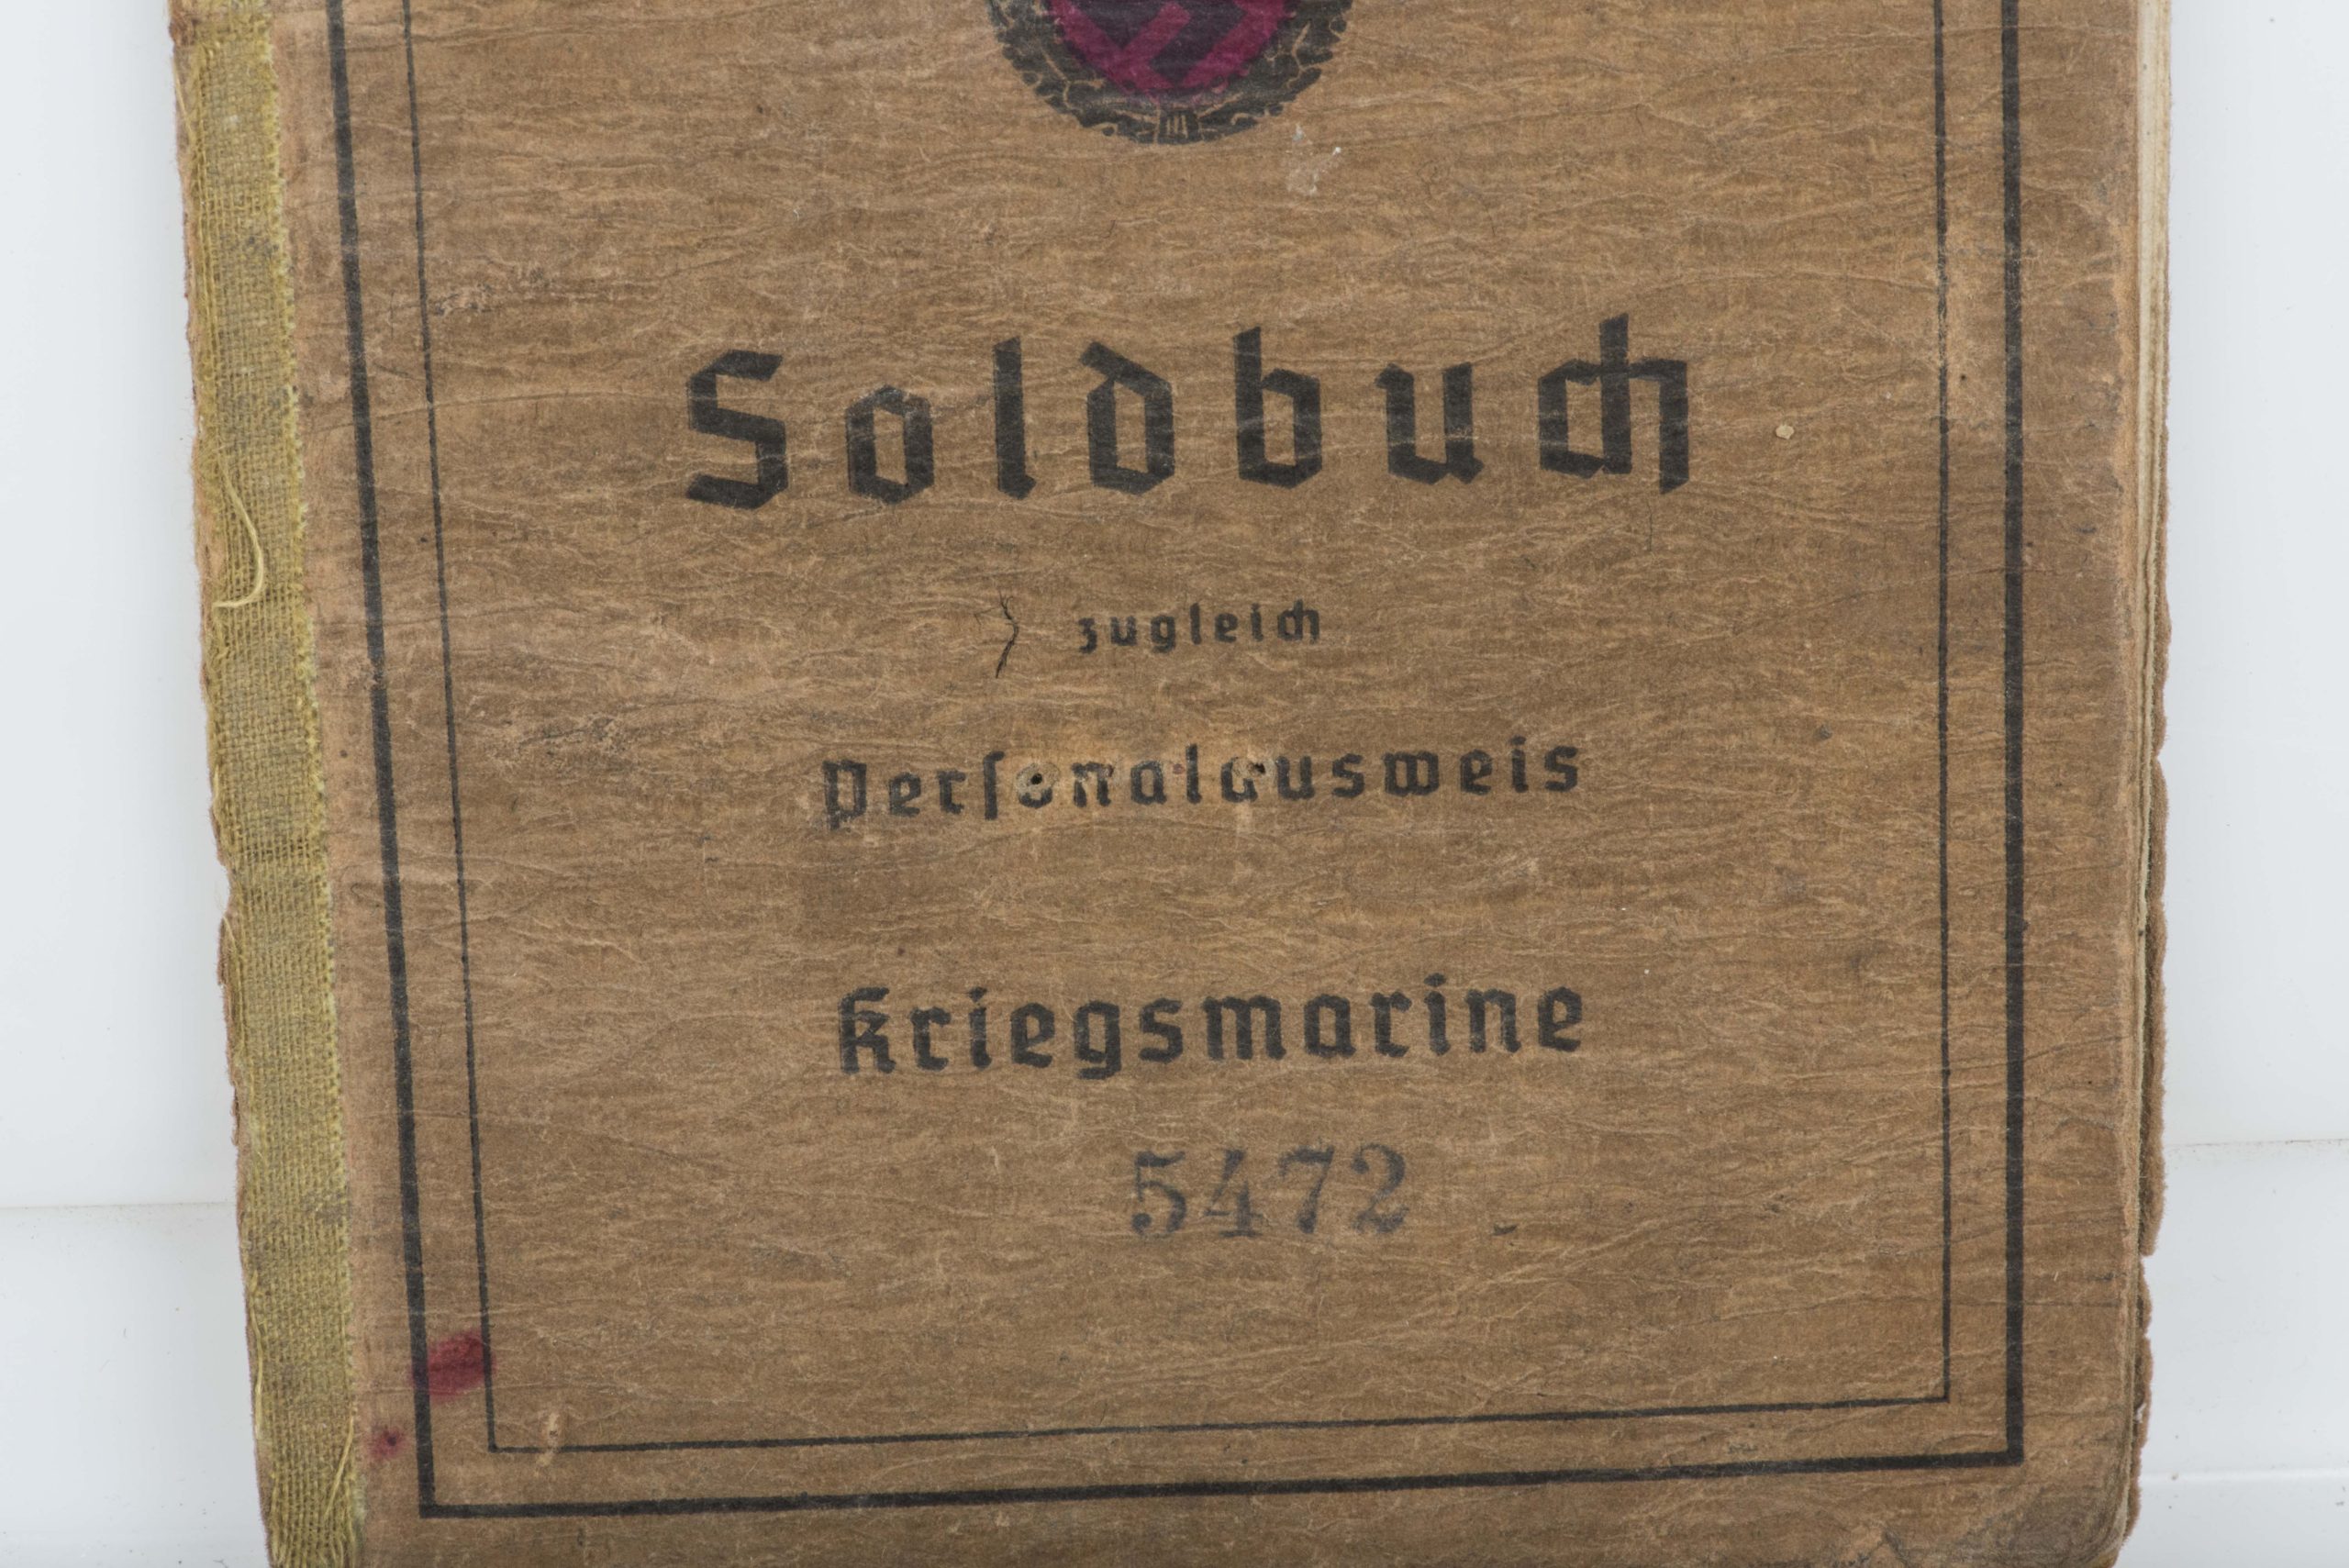 Soldbuch
zugleich
Personalausweis
Kriegsmarine
5472